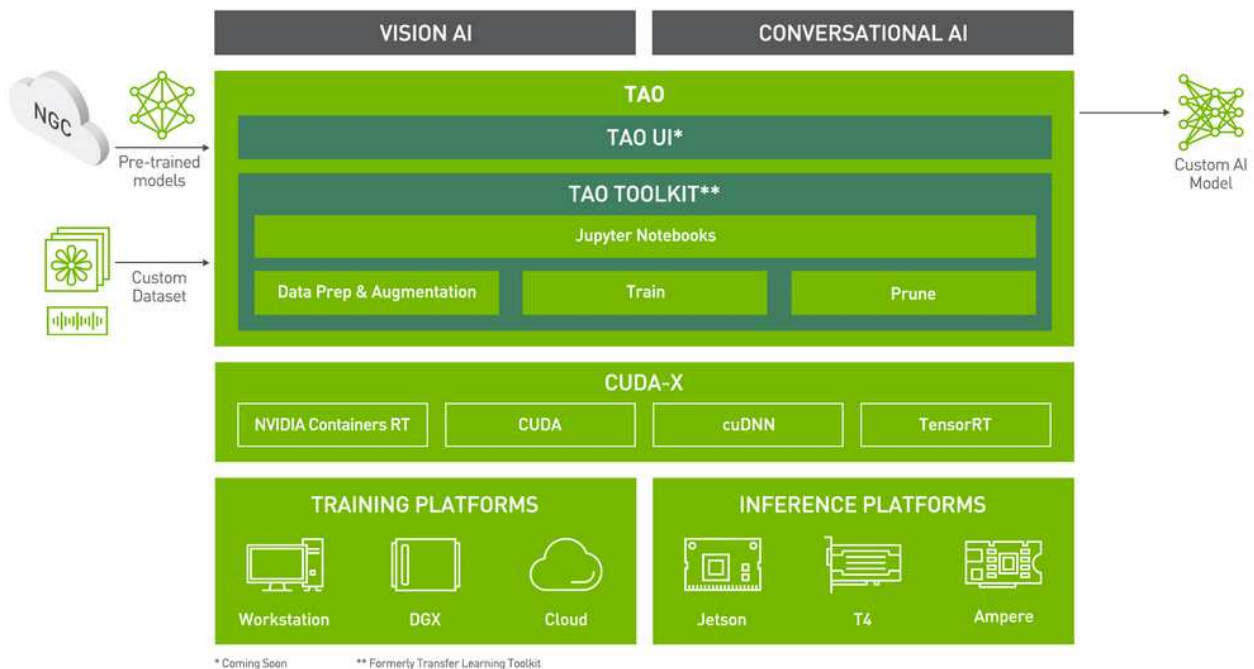 VISION AI
CONVERSATIONAL AI
NGC
Pre-trained
models
Custom
Dataset
TAO
TAO UI*
TAO TOOLKIT**
Jupyter Notebooks
Data Prep & Augmentation
Train
Prune
Custom AI
Model
CUDA-X
NVIDIA Containers RT
CUDA
cuDNN
TensorRT
TRAINING PLATFORMS
Workstation
DGX
Cloud
INFERENCE PLATFORMS
Jetson
T4
Ampere
* Coming Soon
** Formerly Transfer Learning Toolkit